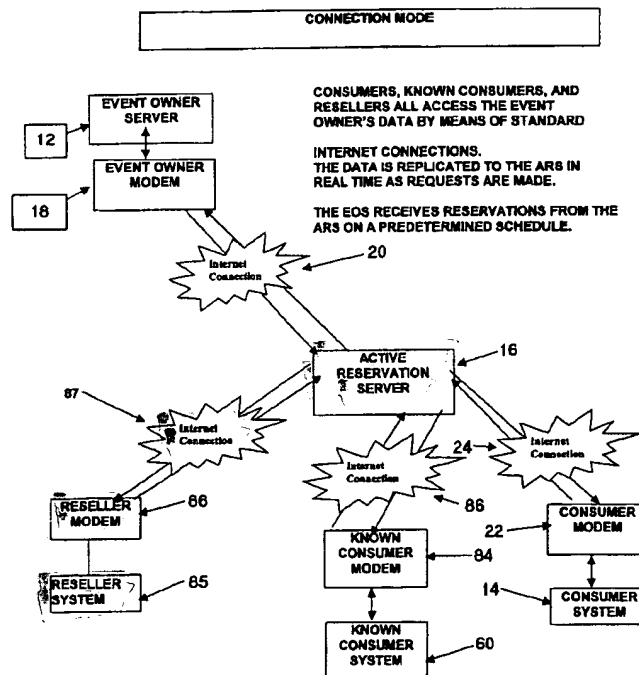 CONNECTION MODE
EVENT OWNER
SERVER
12
EVENT OWNER
MODEM
18
CONSUMERS, KNOWN CONSUMERS, AND
RESELLERS ALL ACCESS THE EVENT
OWNER'S DATA BY MEANS OF STANDARD
INTERNET CONNECTIONS.
THE DATA IS REPLICATED TO THE ARS IN
REAL TIME AS REQUESTS ARE MADE.
THE EOS RECEIVES RESERVATIONS FROM THE
ARS ON A PREDETERMINED SCHEDULE.
Internet
Connection
20
ACTIVE
RESERVATION
SERVER
16
87
Internet
Connection
Internet
Connection
86
24
Internet
Connection
RESELLER
MODEM
86
RESELLER
SYSTEM
85
KNOWN
CONSUMER
MODEM
84
KNOWN
CONSUMER
SYSTEM
60
22
CONSUMER
MODEM
14
CONSUMER
SYSTEM